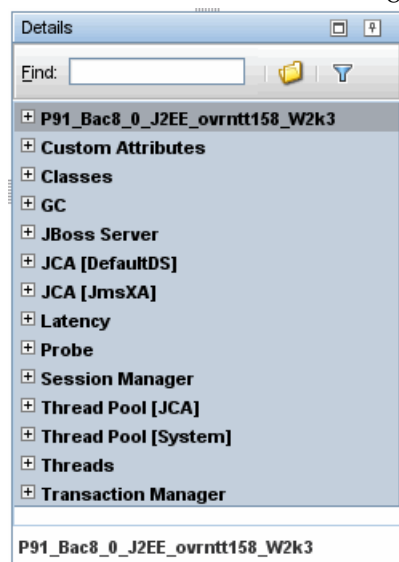 Details
Find:
P91_Bac8_0_J2EE_ovrntt158_W2k3
Custom Attributes
Classes
GC
JBoss Server
JCA [DefaultDS]
JCA [JmsXA]
Latency
Probe
Session Manager
Thread Pool [JCA]
Thread Pool [System]
Threads
Transaction Manager
P91_Bac8_0_J2EE_ovrntt158_W2k3